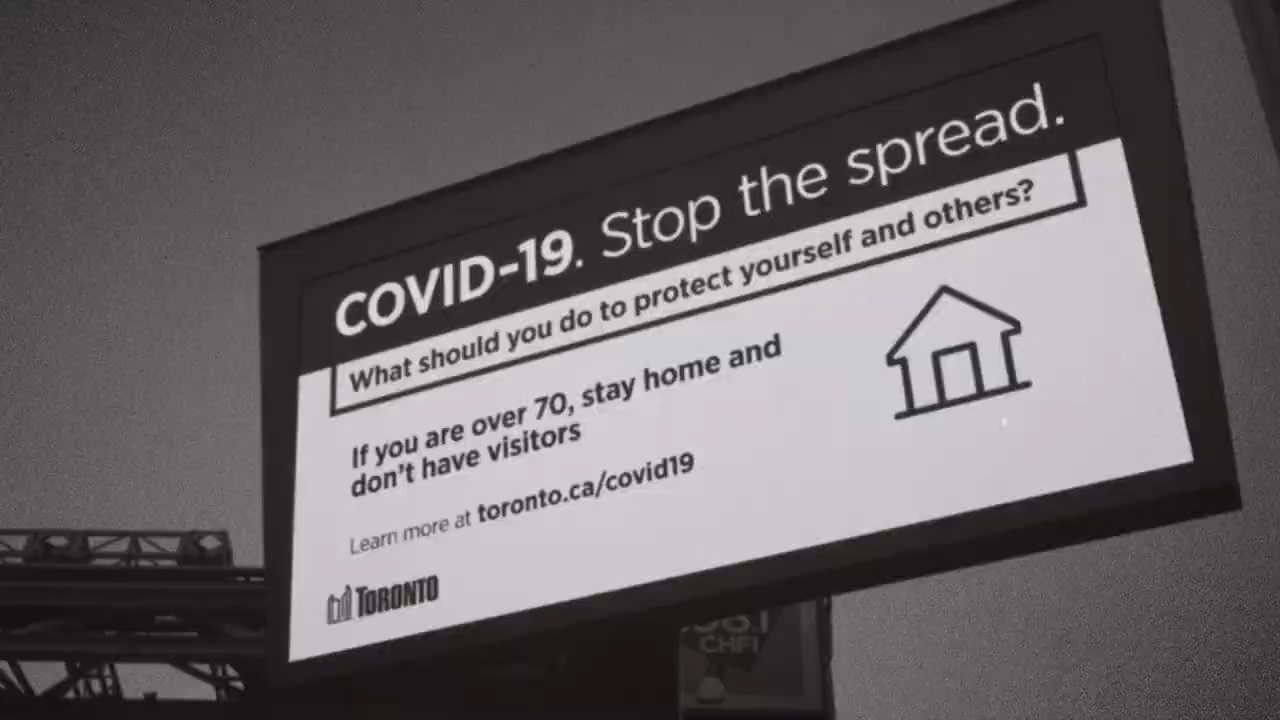 COVID-19. Stop the spread.
What should you do to protect yourself and others?
If you are over 70, stay home and
don't have visitors
Learn more at toronto.ca/covid19
TORONTO
CHFI